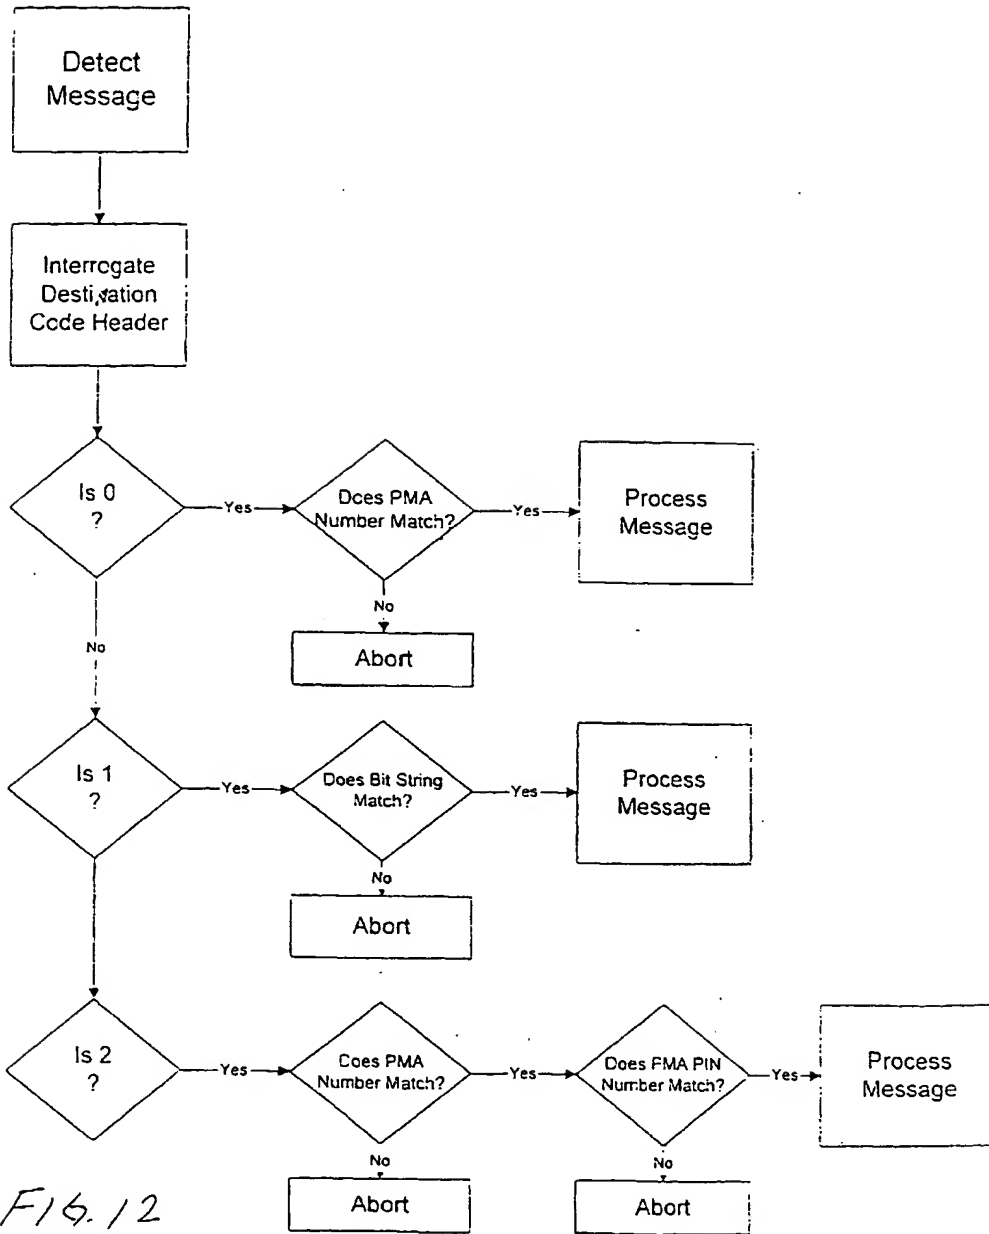 Detect
Message
Interrogate
Destination
Code Header
Is 0
?
Yes
Does PMA
Number Match?
Yes
Process
Message
No
Abort
No
Is 1
?
Yes
Does Bit String
Match?
Yes
Process
Message
No
Abort
Is 2
?
Yes
Does PMA
Number Match?
Yes
Does PMA PIN
Number Match?
Yes
Process
Message
No
Abort
No
Abort
FIG. 12